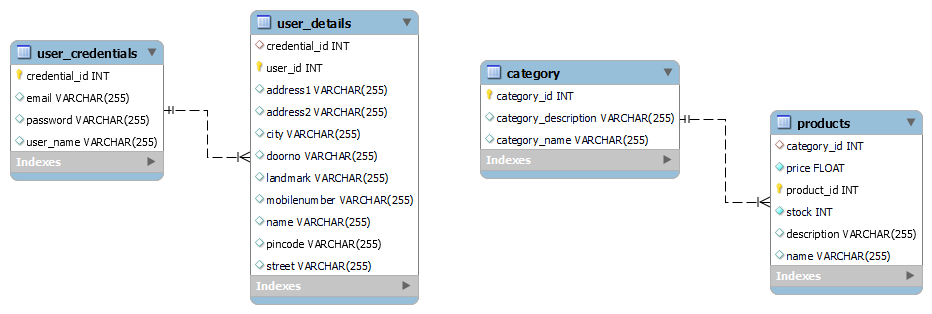 user_credentials
credential_id INT
email VARCHAR(255)
password VARCHAR(255)
user_name VARCHAR(255)
Indexes
user_details
credential_id INT
user_id INT
address1 VARCHAR(255)
address2 VARCHAR(255)
city VARCHAR(255)
doorno VARCHAR(255)
landmark VARCHAR(255)
mobilenumber VARCHAR(255)
name VARCHAR(255)
pincode VARCHAR(255)
street VARCHAR(255)
Indexes
category
category_id INT
category_description VARCHAR(255)
category_name VARCHAR(255)
Indexes
products
category_id INT
price FLOAT
product_id INT
stock INT
description VARCHAR(255)
name VARCHAR(255)
Indexes